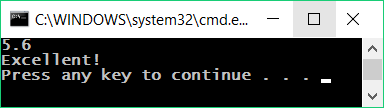 C:\WINDOWS\system32\cmd.e...
5.6
Excellent!
Press any key to continue . . .